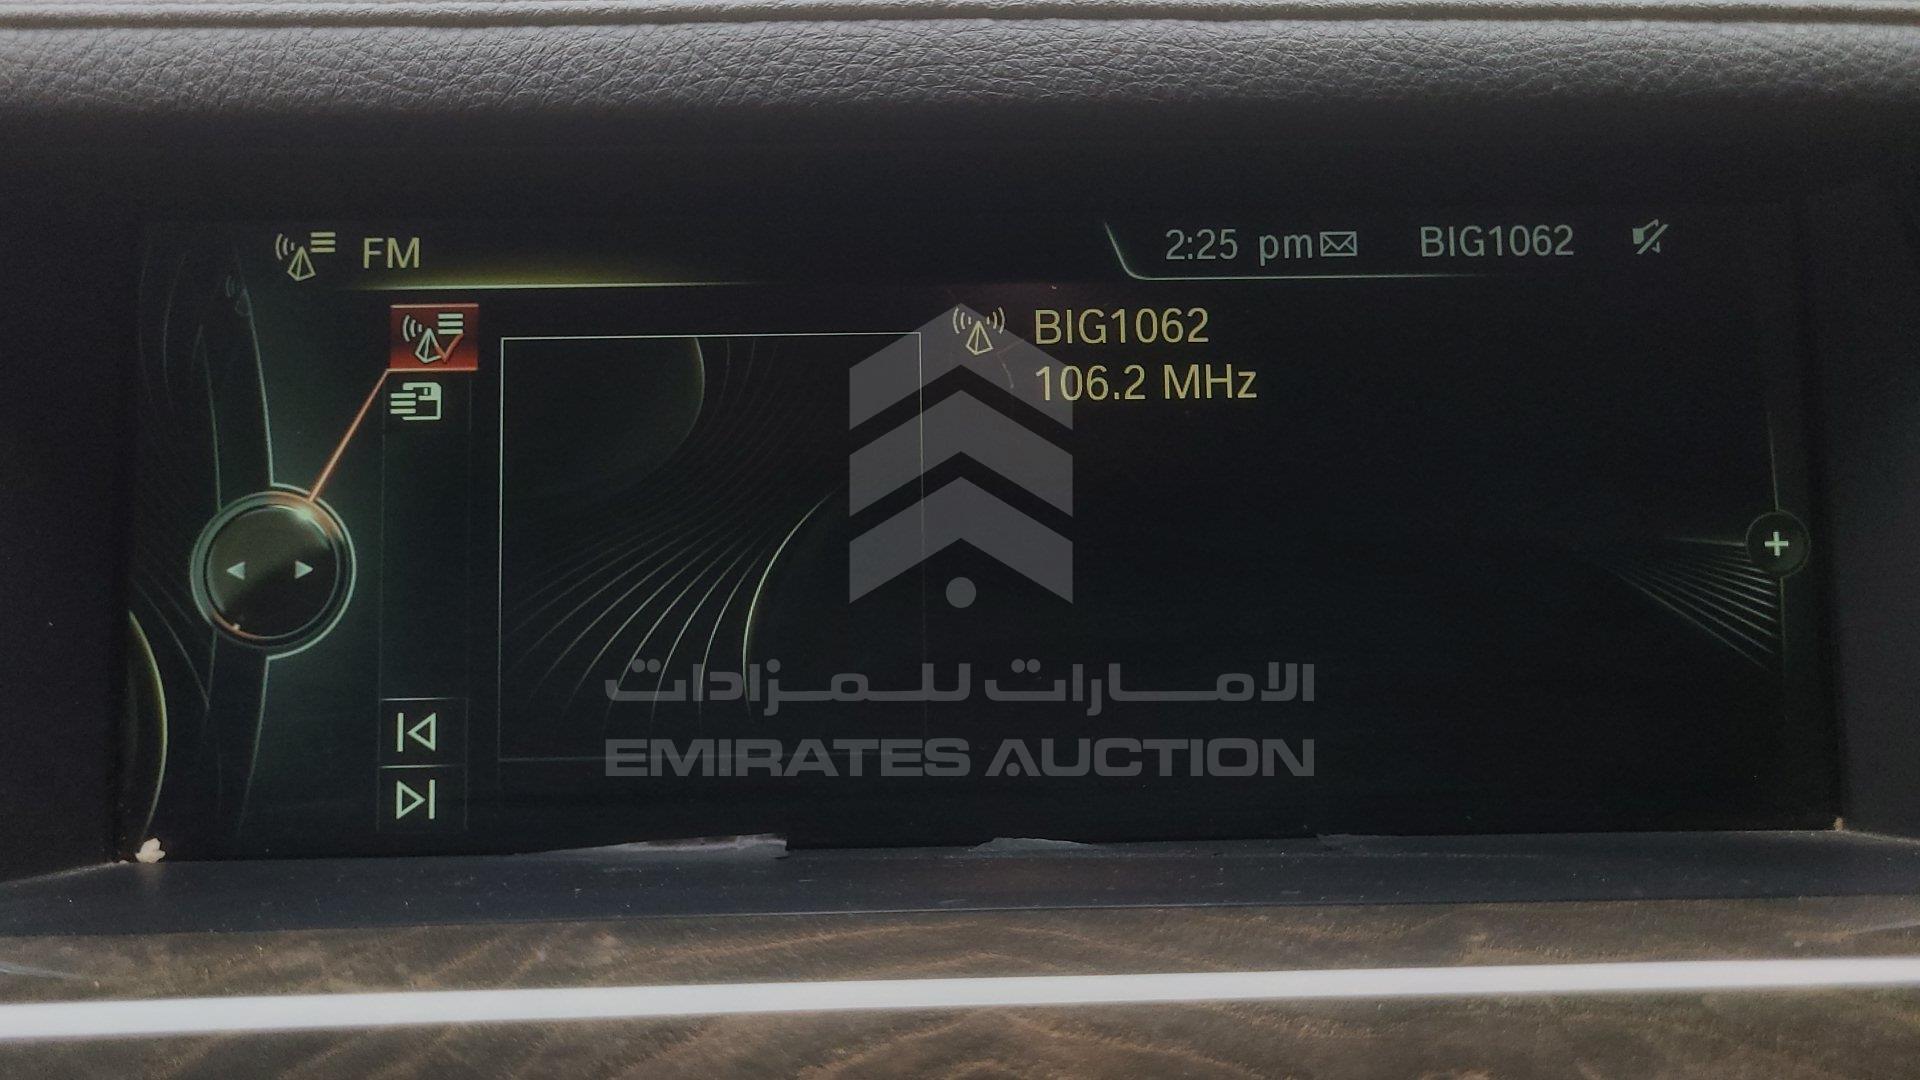 FM
2:25 pm BIG1062
BIG1062
106.2 MHz
الامارات للمزادات
EMIRATES AUCTION